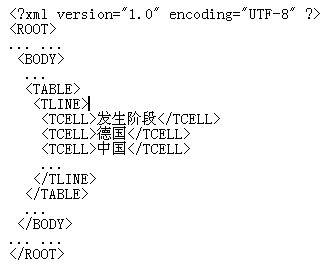 <?xml version="1.0" encoding="UTF-8" ?>
<ROOT>
... ...
<BODY>
...
<TABLE>
<TLINE>
<TCELL>发生阶段</TCELL>
<TCELL>德国</TCELL>
<TCELL>中国</TCELL>
...
</TLINE>
</TABLE>
...
</BODY>
... ...
</ROOT>